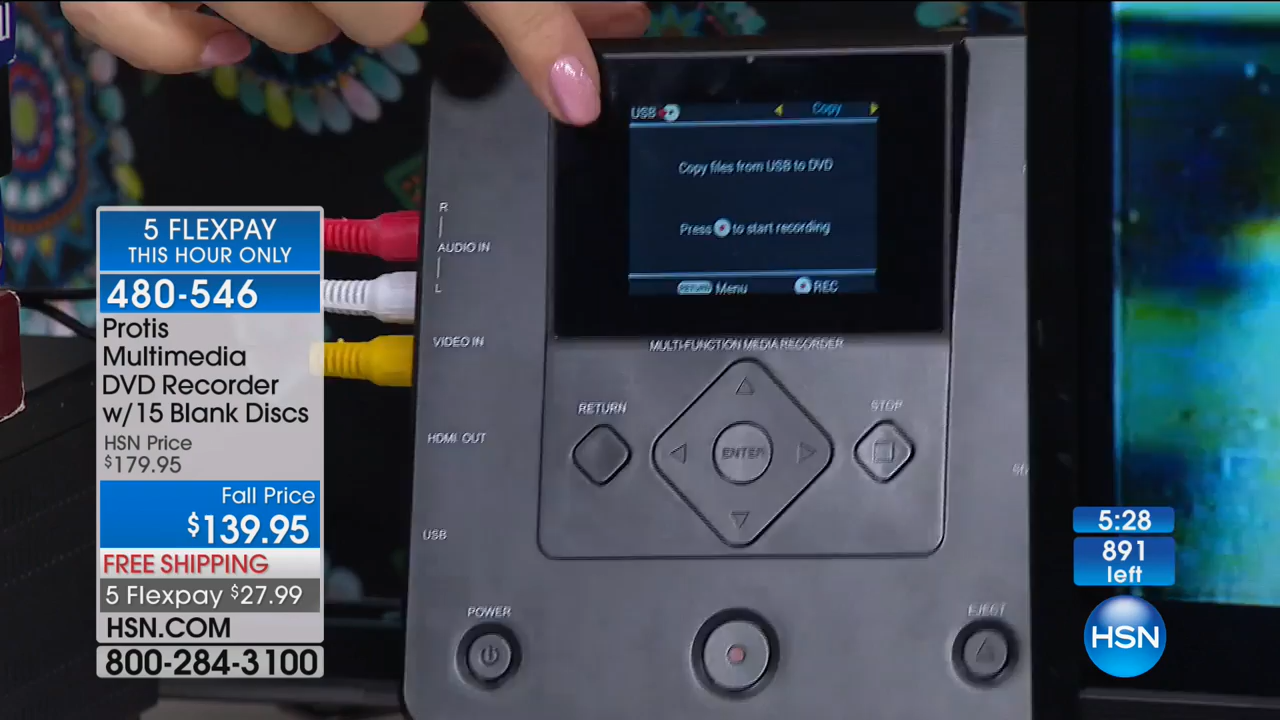 5 FLEXPAY
THIS HOUR ONLY
480-546
Protis
Multimedia
DVD Recorder
w/15 Blank Discs
HSN Price
$179.95
Fall Price
$139.95
FREE SHIPPING
5 Flexpay $27.99
HSN.COM
800-284-3100
USB
Copy
Copy files from USB to DVD
Press to start recording
RETURN Menu
REC
R
AUDIO IN
L
VIDEO IN
MULTI-FUNCTION MEDIA RECORDER
RETURN
STOP
ENTER
HDMI OUT
USB
POWER
EJECT
5:28
891
left
HSN